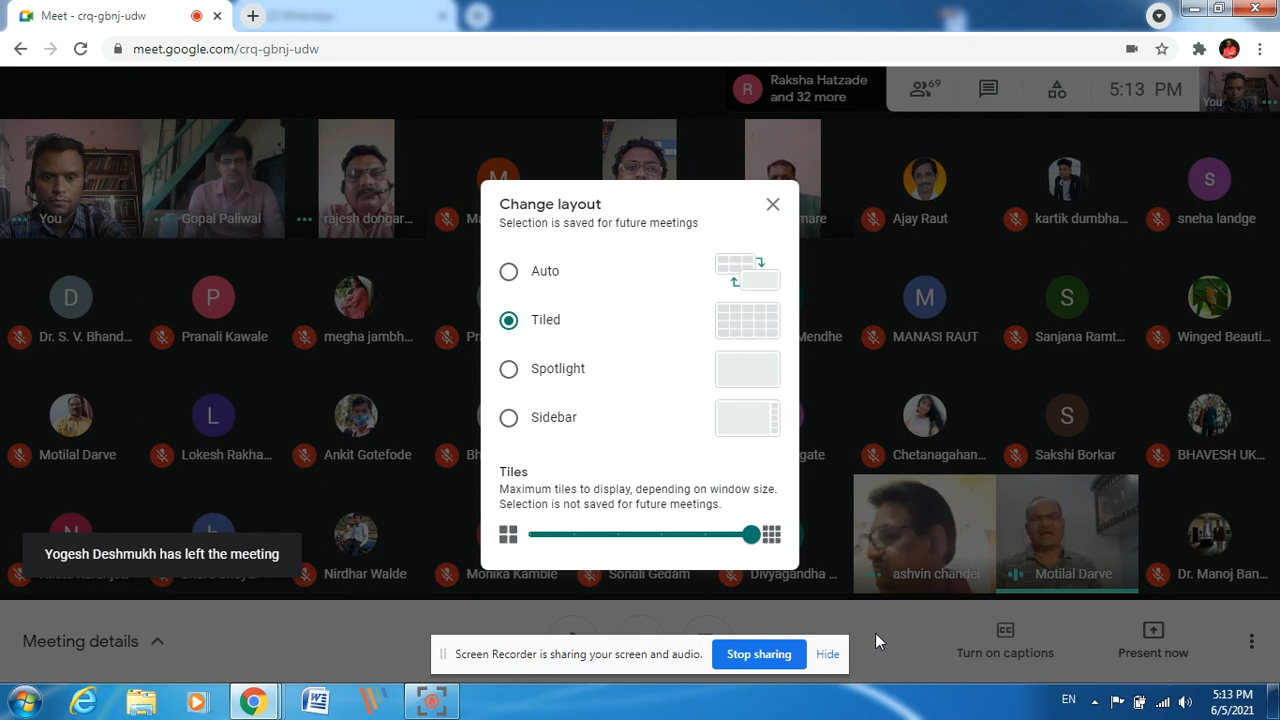 Meet - crq-gbnj-udw
WhatsApp
meet.google.com/crq-gbnj-udw
R
Raksha Hatzade
and 32 more
69
5:13 PM
You
You
Gopal Paliwal
rajesh dongar...
M
Ajay Raut
kartik dumbha...
s
sneha landge
Change layout
Selection is saved for future meetings
Auto
Tiled
Spotlight
Sidebar
Tiles
Maximum tiles to display, depending on window size.
Selection is not saved for future meetings.
D
Dr. S. V. Bhand...
P
Pranali Kawale
megha jambh...
Mendhe
M
MANASI RAUT
S
Sanjana Ramt...
Winged Beauti...
Motilal Darve
L
Lokesh Rakha...
Ankit Gotefode
Chetanagahan...
S
Sakshi Borkar
BHAVESH UK...
Yogesh Deshmukh has left the meeting
Nirdhar Walde
Monika Kamble
Sonali Gedam
Divyagandha ...
ashvin chandel
Motilal Darve
Dr. Manoj Ban...
Meeting details
Screen Recorder is sharing your screen and audio.
Stop sharing
Hide
CC
Turn on captions
Present now
EN
5:13 PM
6/5/2021